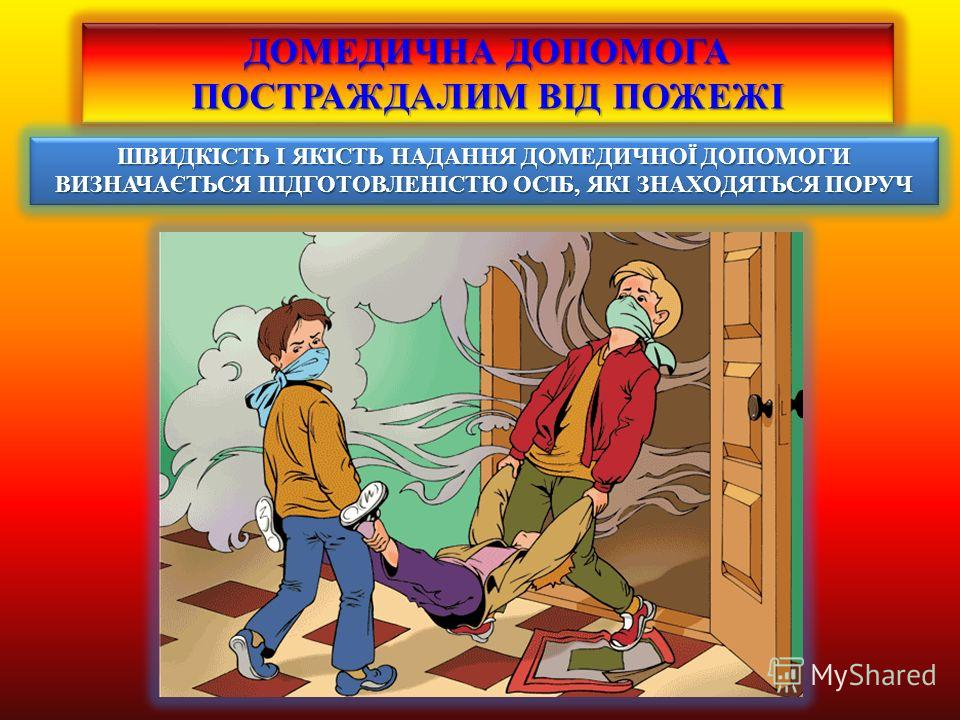 ДОМЕДИЧНА ДОПОМОГА
ПОСТРАЖДАЛИМ ВІД ПОЖЕЖІ
ШВИДКІСТЬ І ЯКІСТЬ НАДАННЯ ДОМЕДИЧНОЇ ДОПОМОГИ
ВИЗНАЧАЄТЬСЯ ПІДГОТОВЛЕНІСТЮ ОСІБ, ЯКІ ЗНАХОДЯТЬСЯ ПОРУЧ
MyShared